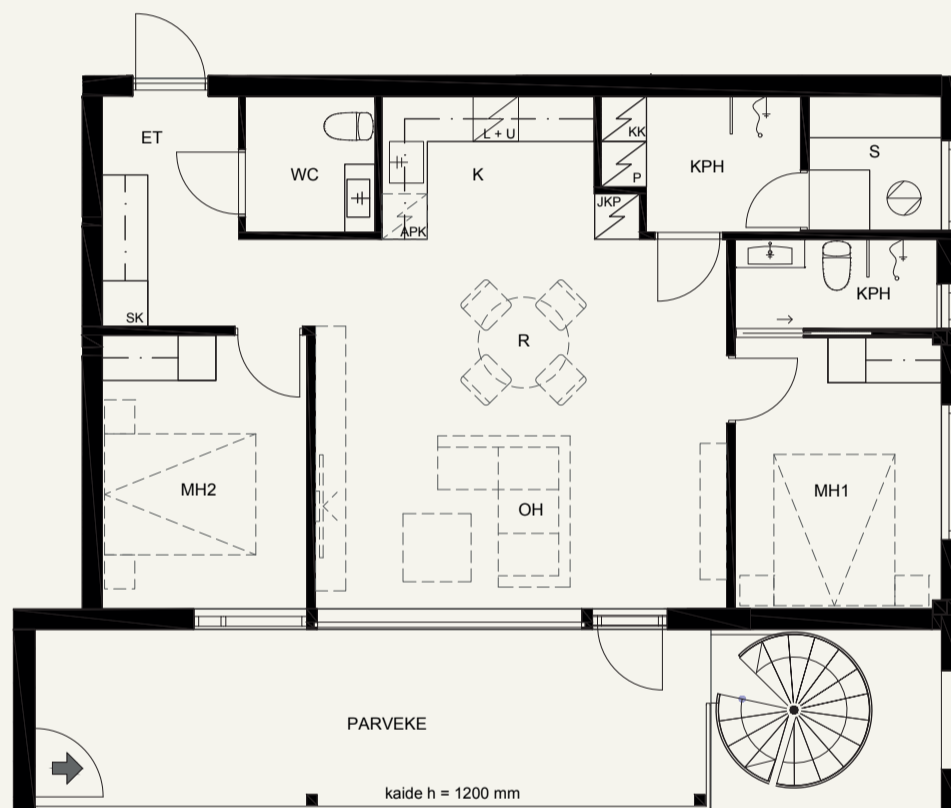 ET
WC
L + U
K
APK
KK
P
JKP
KPH
S
KPH
SK
R
MH2
OH
MH1
PARVEKE
kaide h = 1200 mm